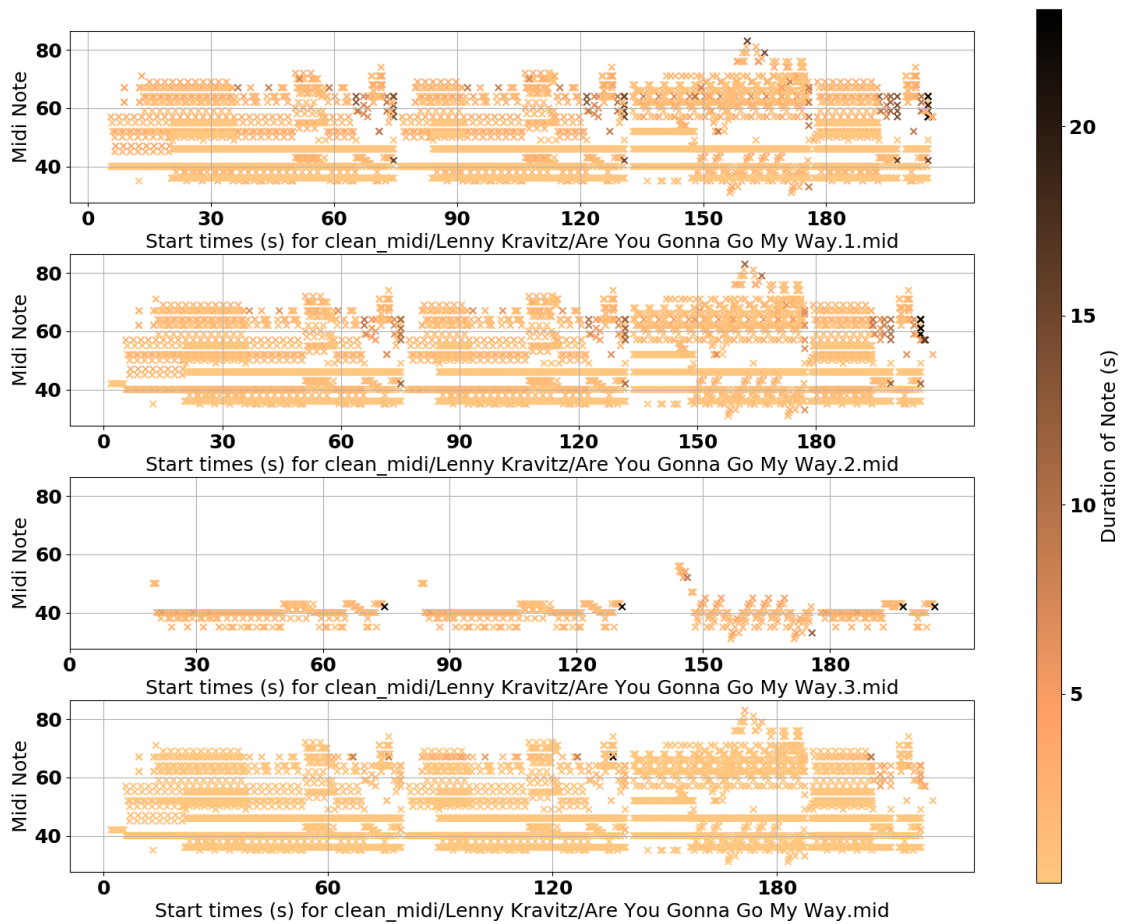 80
60
40
Midi Note
0 30 60 90 120 150 180
Start times (s) for clean_midi/Lenny Kravitz/Are You Gonna Go My Way.1.mid
80
60
40
Midi Note
0 30 60 90 120 150 180
Start times (s) for clean_midi/Lenny Kravitz/Are You Gonna Go My Way.2.mid
80
60
40
Midi Note
0 30 60 90 120 150 180
Start times (s) for clean_midi/Lenny Kravitz/Are You Gonna Go My Way.3.mid
80
60
40
Midi Note
0 60 120 180
Start times (s) for clean_midi/Lenny Kravitz/Are You Gonna Go My Way.mid
20
15
10
5
Duration of Note (s)